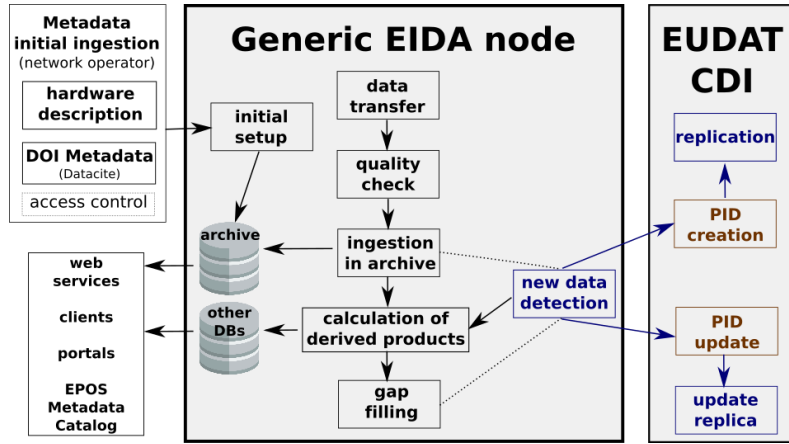 Metadata
initial ingestion
(network operator)
hardware
description
DOI Metadata
(Datacite)
access control
Generic EIDA node
initial
setup
data
transfer
quality
check
archive
ingestion
in archive
new data
detection
other
DBs
calculation of
derived products
gap
filling
web
services
clients
portals
EPOS
Metadata
Catalog
EUDAT
CDI
replication
PID
creation
PID
update
update
replica